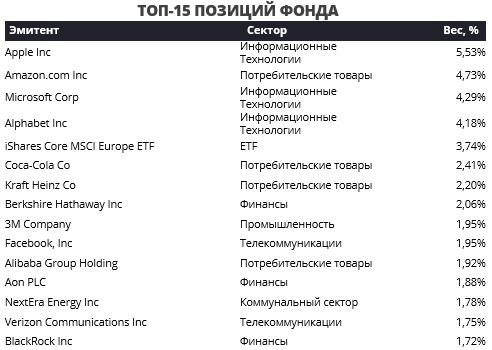 ТОП-15 ПОЗИЦИЙ ФОНДА
Эмитент Сектор Вес, %
Apple Inc Информационные Технологии 5,53%
Amazon.com Inc Потребительские товары 4,73%
Microsoft Corp Информационные Технологии 4,29%
Alphabet Inc Информационные Технологии 4,18%
iShares Core MSCI Europe ETF ETF 3,74%
Coca-Cola Co Потребительские товары 2,41%
Kraft Heinz Co Потребительские товары 2,20%
Berkshire Hathaway Inc Финансы 2,06%
3M Company Промышленность 1,95%
Facebook, Inc Телекоммуникации 1,95%
Alibaba Group Holding Потребительские товары 1,92%
Aon PLC Финансы 1,88%
NextEra Energy Inc Коммунальный сектор 1,78%
Verizon Communications Inc Телекоммуникации 1,75%
BlackRock Inc Финансы 1,72%